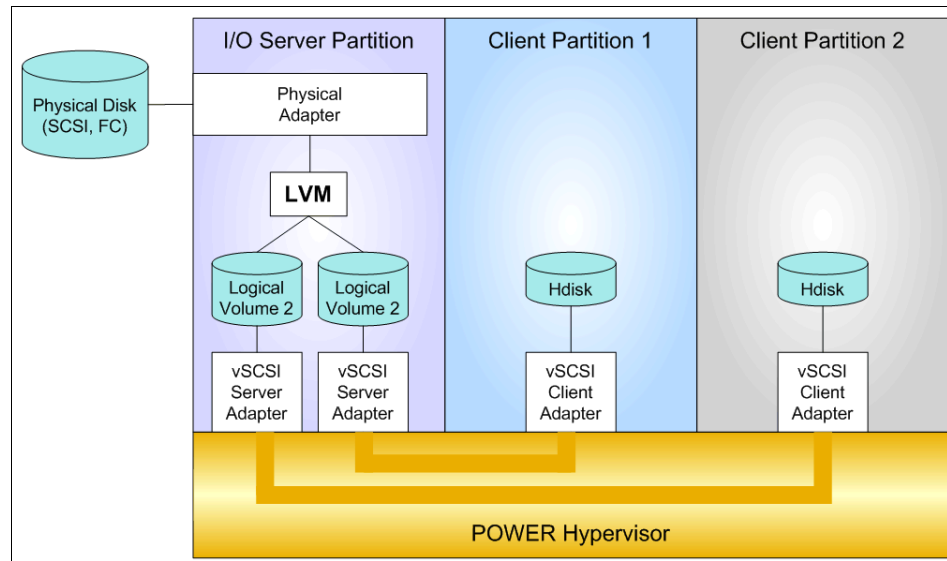 I/O Server Partition
Client Partition 1
Client Partition 2
Physical Disk
(SCSI, FC)
Physical
Adapter
LVM
Logical
Volume 2
Logical
Volume 2
Hdisk
Hdisk
vSCSI
Server
Adapter
vSCSI
Server
Adapter
vSCSI
Client
Adapter
vSCSI
Client
Adapter
POWER Hypervisor